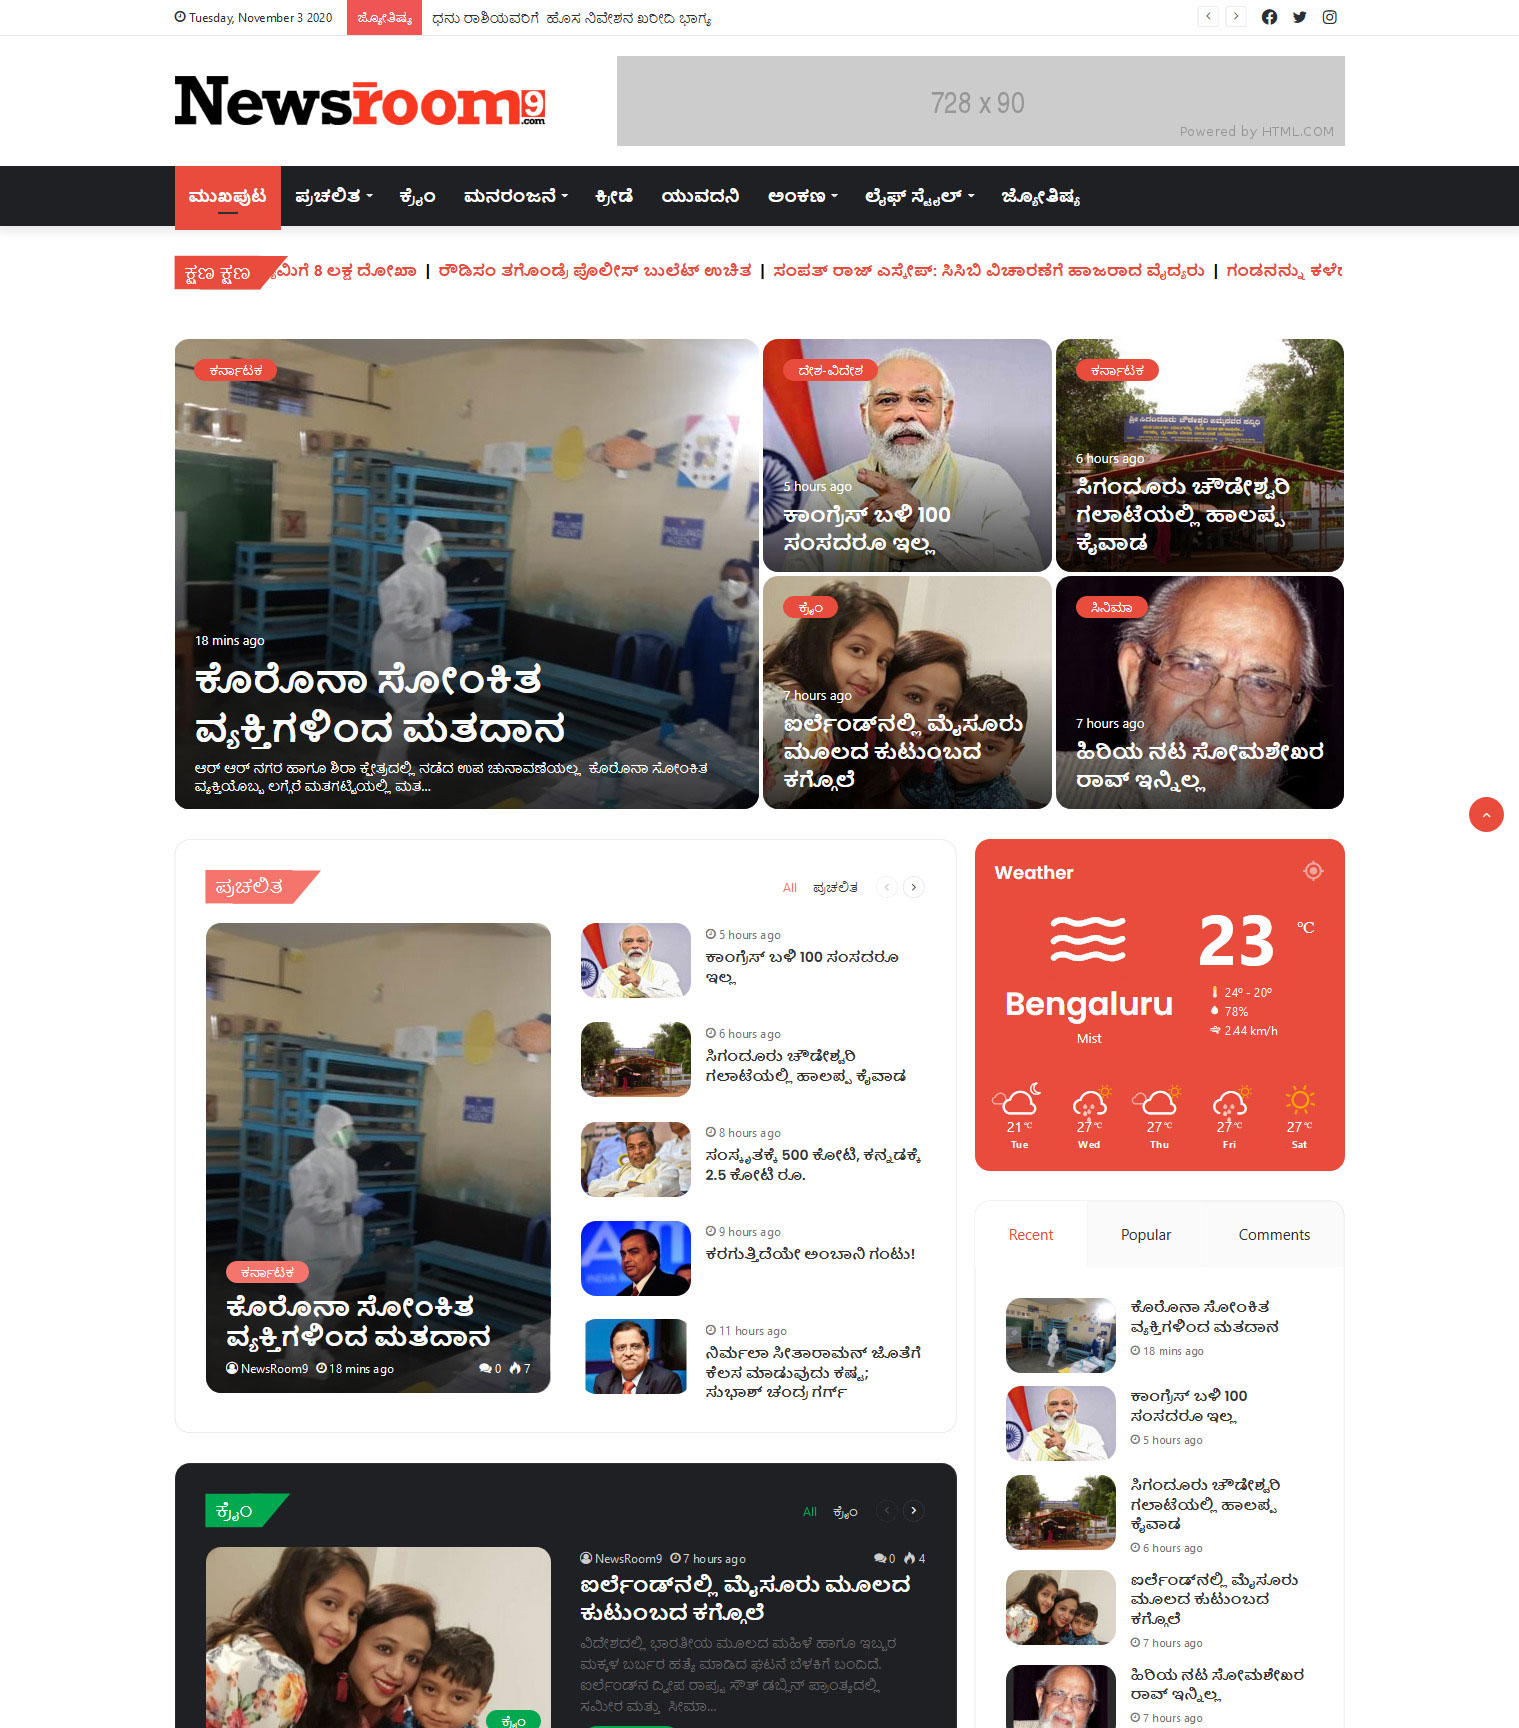 Tuesday, November 3 2020
ಜ್ಯೋತಿಷ್ಯ
ಧನು ರಾಶಿಯವರಿಗೆ ಹೊಸ ನಿವೇಶನ ಖರೀದಿ ಭಾಗ್ಯ
Newsroom9
.com
728 x 90
Powered by HTML.COM
ಮುಖಪುಟ ಪ್ರಚಲಿತ ಕ್ರೈಂ ಮನರಂಜನೆ ಕ್ರೀಡೆ ಯುವದನಿ ಅಂಕಣ ಲೈಫ್ ಸ್ಟೈಲ್ ಜ್ಯೋತಿಷ್ಯ
ಕ್ಷಣ ಕ್ಷಣ
ಮಿಗೆ 8 ಲಕ್ಷ ದೋಖಾ | ರೌಡಿಸಂ ತಗೊಂಡ್ರೆ ಪೊಲೀಸ್ ಬುಲೆಟ್ ಉಚಿತ | ಸಂಪತ್ ರಾಜ್ ಎಸ್ಕೇಪ್: ಸಿಸಿಬಿ ವಿಚಾರಣೆಗೆ ಹಾಜರಾದ ವೈದ್ಯರು | ಗಂಡನನ್ನು
ಕರ್ನಾಟಕ
POLLING AGENT
18 mins ago
ಕೊರೊನಾ ಸೋಂಕಿತ
ವ್ಯಕ್ತಿಗಳಿಂದ ಮತದಾನ
ಆರ್ ಆರ್ ನಗರ ಹಾಗೂ ಶಿರಾ ಕ್ಷೇತ್ರದಲ್ಲಿ ನಡೆದ ಉಪ ಚುನಾವಣೆಯಲ್ಲ ಕೊರೊನಾ ಸೋಂಕಿತ
ವ್ಯಕ್ತಿಯೊಬ್ಬ ಲಗ್ಗೆರೆ ಮತಗಟ್ಟೆಯಲ್ಲಿ ಮತ...
ದೇಶ-ವಿದೇಶ
5 hours ago
ಕಾಂಗ್ರೆಸ್ ಬಳಿ 100
ಸಂಸದರೂ ಇಲ್ಲ
ಕರ್ನಾಟಕ
6 hours ago
ಸಿಗಂದೂರು ಚೌಡೇಶ್ವರಿ
ಗಲಾಟೆಯಲ್ಲಿ ಹಾಲಪ್ಪ
ಕೈವಾಡ
ಕ್ರೈಂ
7 hours ago
ಐರ್ಲೆಂಡ್‌ನಲ್ಲಿ ಮೈಸೂರು
ಮೂಲದ ಕುಟುಂಬದ
ಕಗ್ಗೊಲೆ
ಸಿನಿಮಾ
7 hours ago
ಹಿರಿಯ ನಟ ಸೋಮಶೇಖರ
ರಾವ್ ಇನ್ನಿಲ್ಲ
ಪ್ರಚಲಿತ
All ಪ್ರಚಲಿತ
ಕರ್ನಾಟಕ
ಕೊರೊನಾ ಸೋಂಕಿತ
ವ್ಯಕ್ತಿಗಳಿಂದ ಮತದಾನ
NewsRoom9 18 mins ago 0 7
5 hours ago
ಕಾಂಗ್ರೆಸ್ ಬಳಿ 100 ಸಂಸದರೂ
ಇಲ್ಲ
6 hours ago
ಸಿಗಂದೂರು ಚೌಡೇಶ್ವರಿ
ಗಲಾಟೆಯಲ್ಲಿ ಹಾಲಪ್ಪ ಕೈವಾಡ
8 hours ago
ಸಂಸ್ಕೃತಕ್ಕೆ 500 ಕೋಟಿ, ಕನ್ನಡಕ್ಕೆ
2.5 ಕೋಟಿ ರೂ.
9 hours ago
ಕರಗುತ್ತಿದೆಯೇ ಅಂಬಾನಿ ಗಂಟು!
11 hours ago
ನಿರ್ಮಲಾ ಸೀತಾರಾಮನ್ ಜೊತೆಗೆ
ಕೆಲಸ ಮಾಡುವುದು ಕಷ್ಟ;
ಸುಭಾಶ್ ಚಂದ್ರ ಗರ್ಗ್
Weather
23 ℃
Bengaluru
Mist
24º - 20º
78%
2.44 km/h
21℃ 27℃ 27℃ 27℃ 27℃
Tue Wed Thu Fri Sat
Recent Popular Comments
ಕೊರೊನಾ ಸೋಂಕಿತ
ವ್ಯಕ್ತಿಗಳಿಂದ ಮತದಾನ
18 mins ago
ಕಾಂಗ್ರೆಸ್ ಬಳಿ 100
ಸಂಸದರೂ ಇಲ್ಲ
5 hours ago
ಸಿಗಂದೂರು ಚೌಡೇಶ್ವರಿ
ಗಲಾಟೆಯಲ್ಲಿ ಹಾಲಪ್ಪ
ಕೈವಾಡ
6 hours ago
ಐರ್ಲೆಂಡ್‌ನಲ್ಲಿ ಮೈಸೂರು
ಮೂಲದ ಕುಟುಂಬದ
ಕಗ್ಗೊಲೆ
7 hours ago
ಹಿರಿಯ ನಟ ಸೋಮಶೇಖರ
ರಾವ್ ಇನ್ನಿಲ್ಲ
7 hours ago
ಕ್ರೈಂ
All ಕ್ರೈಂ
ಕ್ರೈಂ
NewsRoom9 7 hours ago 0 4
ಐರ್ಲೆಂಡ್‌ನಲ್ಲಿ ಮೈಸೂರು ಮೂಲದ
ಕುಟುಂಬದ ಕಗ್ಗೊಲೆ
ವಿದೇಶದಲ್ಲಿ ಭಾರತೀಯ ಮೂಲದ ಮಹಿಳೆ ಹಾಗೂ ಇಬ್ಬರ
ಮಕ್ಕಳ ಬರ್ಬರ ಹತ್ಯೆ ಮಾಡಿದ ಘಟನೆ ಬೆಳಕಿಗೆ ಬಂದಿದೆ.
ಐರ್ಲೆಂಡ್‌ನ ದ್ವೀಪ ರಾಷ್ಟ್ರ ಸೌತ್ ಡಬ್ಲಿನ್ ಪ್ರಾಂತ್ಯದಲ್ಲಿ
ಸಮೀರ ಮತ್ತು ಸೀಮಾ...